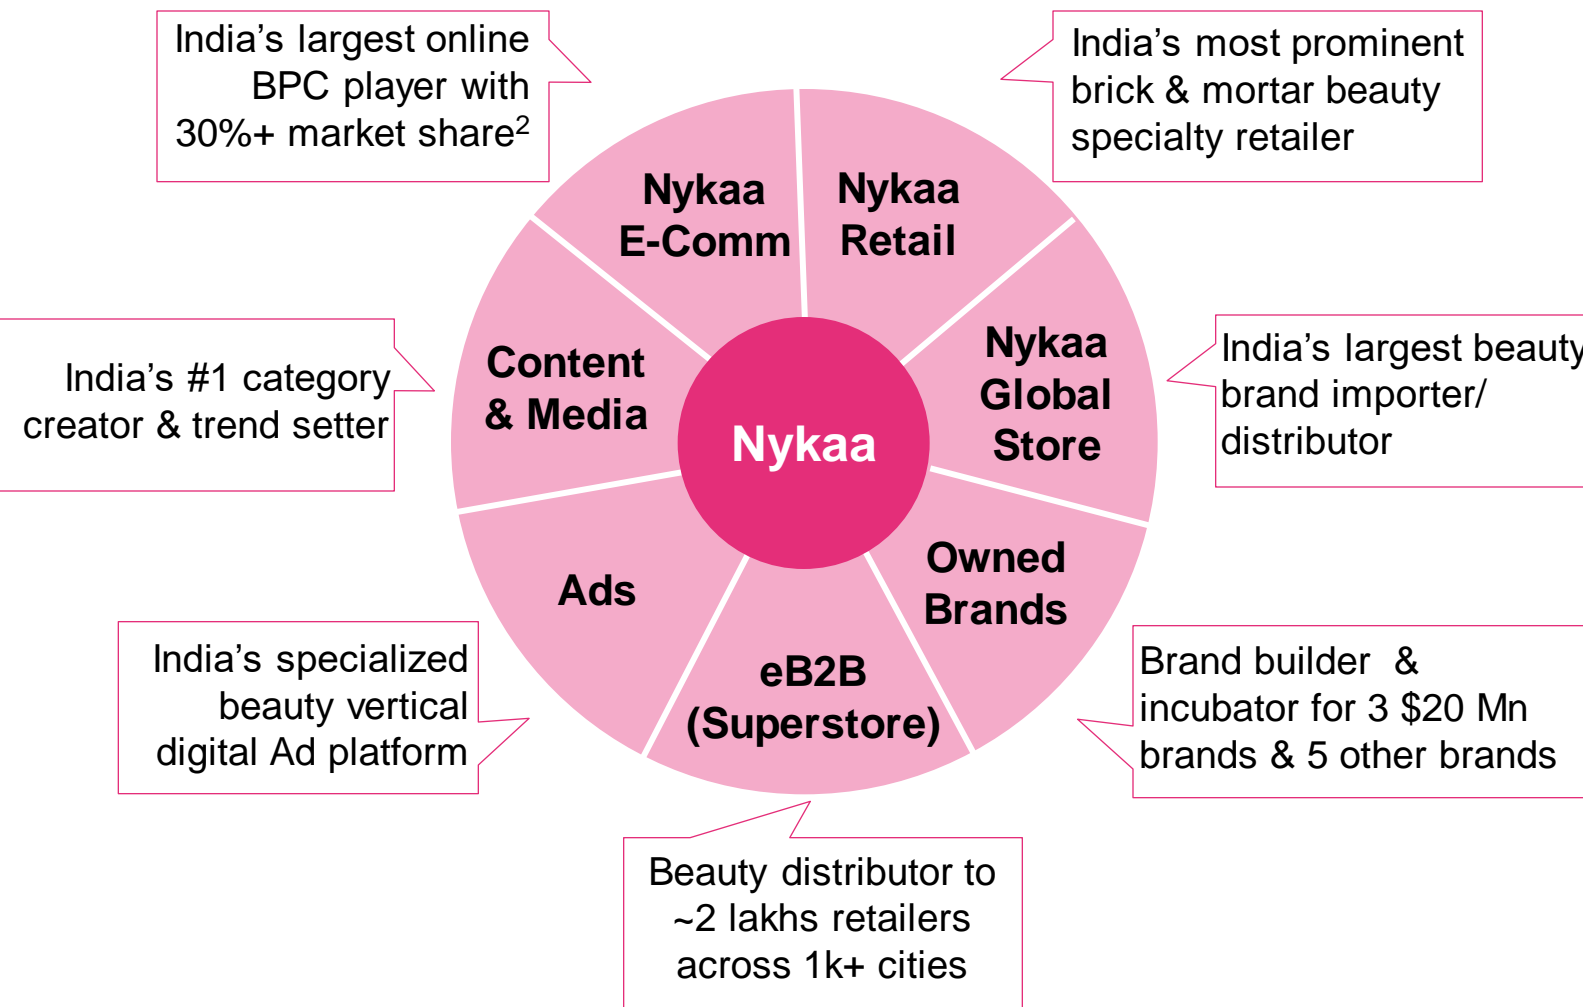 India’s largest online
BPC player with
30%+ market share2
India’s most prominent
brick & mortar beauty
specialty retailer
Nykaa
E-Comm
Nykaa
Retail
Content
& Media
Nykaa
Global
Store
Nykaa
India’s #1 category
creator & trend setter
India’s largest beauty
brand importer/
distributor
Ads
Owned
Brands
eB2B
(Superstore)
India’s specialized
beauty vertical
digital Ad platform
Brand builder  &
incubator for 3 $20 Mn
brands & 5 other brands
Beauty distributor to
~2 lakhs retailers
across 1k+ cities